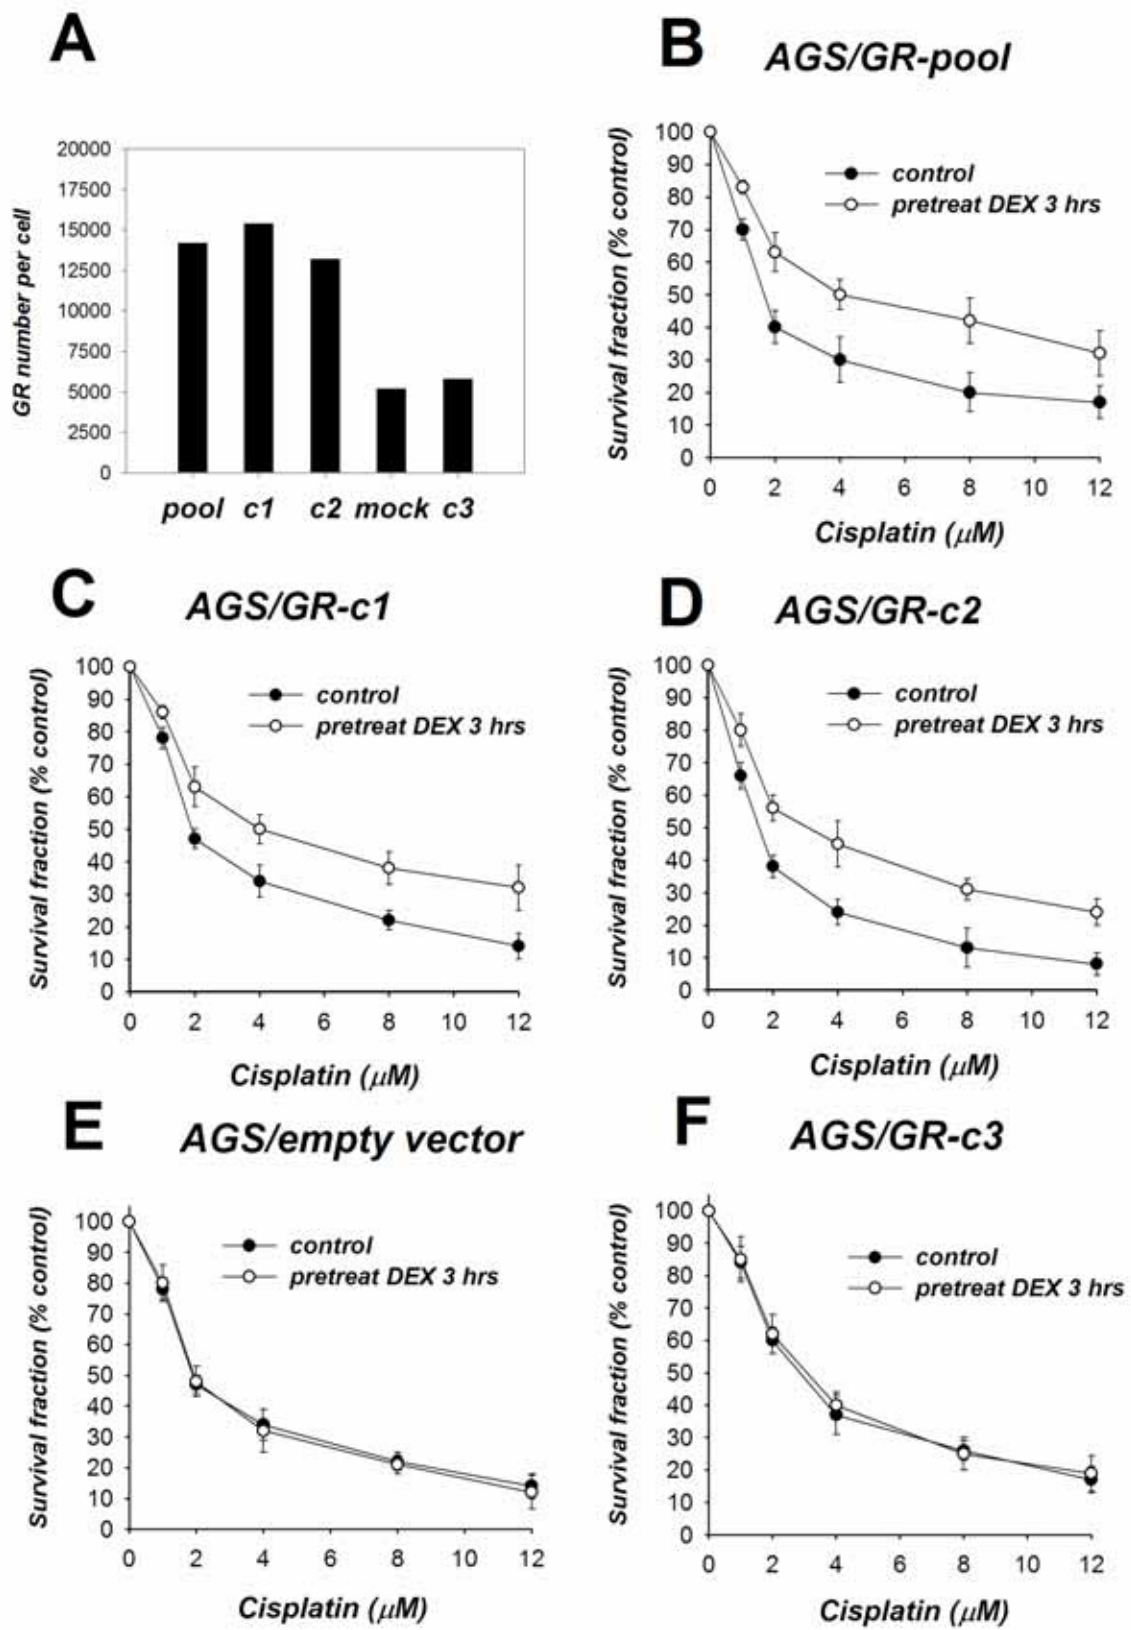 A
20000
17500
15000
12500
10000
7500
5000
2500
0
GR number per cell
pool c1 c2 mock c3
B AGS/GR-pool
100
90
80
70
60
50
40
30
20
10
0
Survival fraction (% control)
control
pretreat DEX 3 hrs
0 2 4 6 8 10 12
Cisplatin (μM)
C AGS/GR-c1
100
90
80
70
60
50
40
30
20
10
0
Survival fraction (% control)
control
pretreat DEX 3 hrs
0 2 4 6 8 10 12
Cisplatin (μM)
D AGS/GR-c2
100
90
80
70
60
50
40
30
20
10
0
Survival fraction (% control)
control
pretreat DEX 3 hrs
0 2 4 6 8 10 12
Cisplatin (μM)
E AGS/empty vector
100
90
80
70
60
50
40
30
20
10
0
Survival fraction (% control)
control
pretreat DEX 3 hrs
0 2 4 6 8 10 12
Cisplatin (μM)
F AGS/GR-c3
100
90
80
70
60
50
40
30
20
10
0
Survival fraction (% control)
control
pretreat DEX 3 hrs
0 2 4 6 8 10 12
Cisplatin (μM)